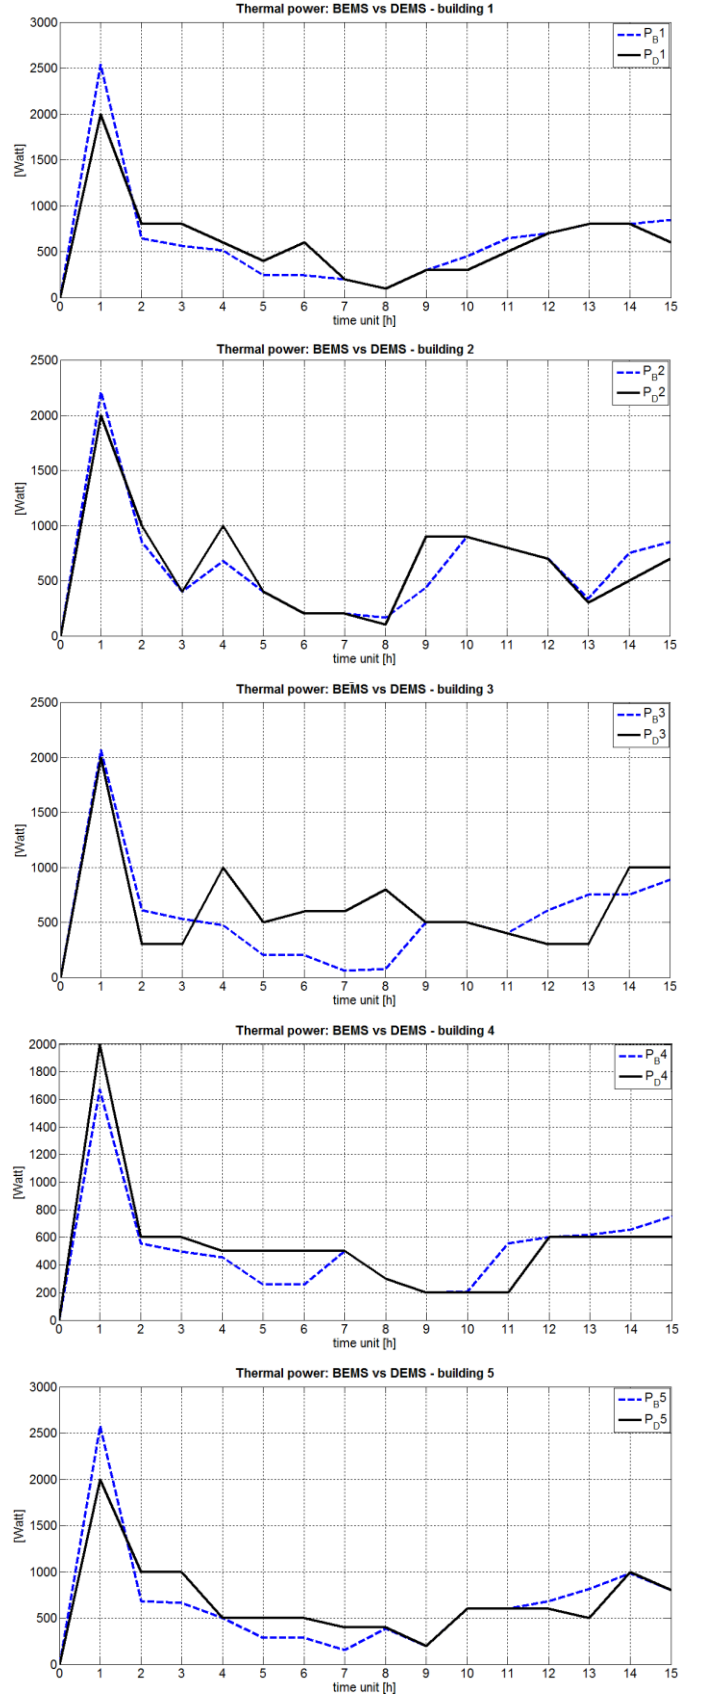 Thermal power: BEMS vs DEMS - building 1
3000
2500
2000
1500
1000
500
0
[Watt]
P_B1
P_D1
0 1 2 3 4 5 6 7 8 9 10 11 12 13 14 15
time unit [h]
Thermal power: BEMS vs DEMS - building 2
2500
2000
1500
1000
500
0
[Watt]
P_B2
P_D2
0 1 2 3 4 5 6 7 8 9 10 11 12 13 14 15
time unit [h]
Thermal power: BEMS vs DEMS - building 3
2500
2000
1500
1000
500
0
[Watt]
P_B3
P_D3
0 1 2 3 4 5 6 7 8 9 10 11 12 13 14 15
time unit [h]
Thermal power: BEMS vs DEMS - building 4
2000
1800
1600
1400
1200
1000
800
600
400
200
0
[Watt]
P_B4
P_D4
0 1 2 3 4 5 6 7 8 9 10 11 12 13 14 15
time unit [h]
Thermal power: BEMS vs DEMS - building 5
3000
2500
2000
1500
1000
500
0
[Watt]
P_B5
P_D5
0 1 2 3 4 5 6 7 8 9 10 11 12 13 14 15
time unit [h]